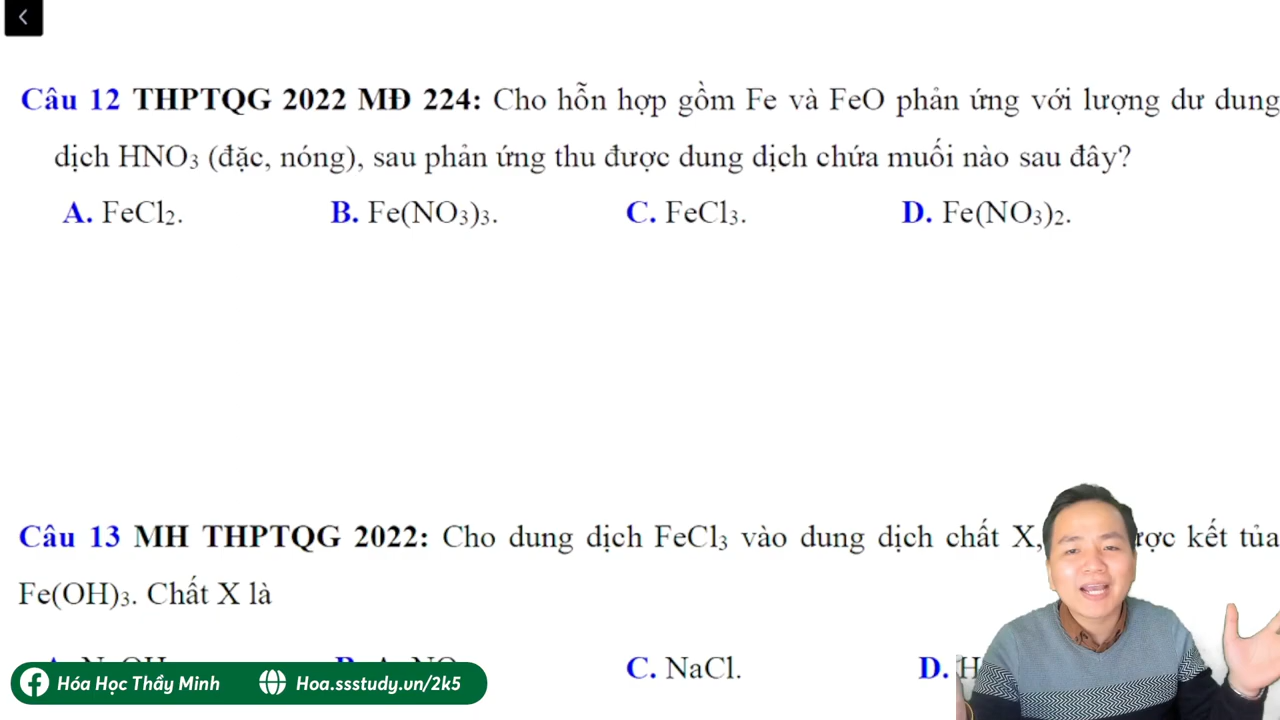 Câu 12 THPTQG 2022 MĐ 224: Cho hỗn hợp gồm Fe và FeO phản ứng với lượng dư dung
dịch HNO₃ (đặc, nóng), sau phản ứng thu được dung dịch chứa muối nào sau đây?
A. FeCl₂. B. Fe(NO₃)₃. C. FeCl₃. D. Fe(NO₃)₂.
Câu 13 MH THPTQG 2022: Cho dung dịch FeCl₃ vào dung dịch chất X, kết tủa
Fe(OH)₃. Chất X là
C. NaCl. D.
Hóa Học Thầy Minh Hoa.ssstudy.vn/2k5